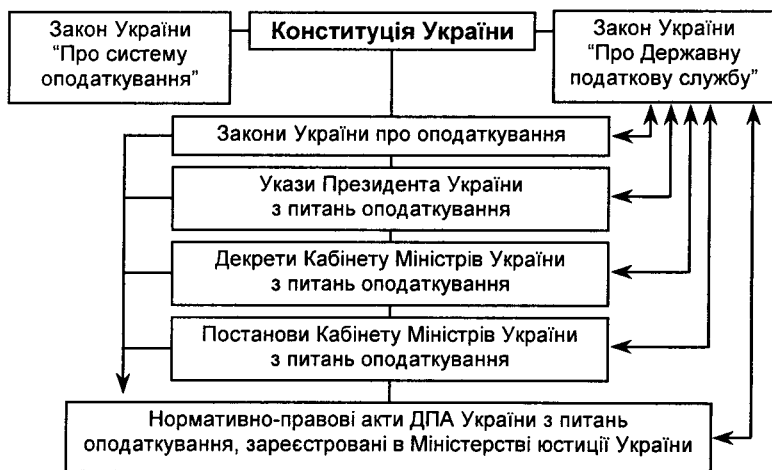 Закон України
“Про систему
оподаткування”
Конституція України
Закон України
“Про Державну
податкову службу”
Закони України про оподаткування
Укази Президента України
з питань оподаткування
Декрети Кабінету Міністрів України
з питань оподаткування
Постанови Кабінету Міністрів України
з питань оподаткування
Нормативно-правові акти ДПА України з питань
оподаткування, зареєстровані в Міністерстві юстиції України